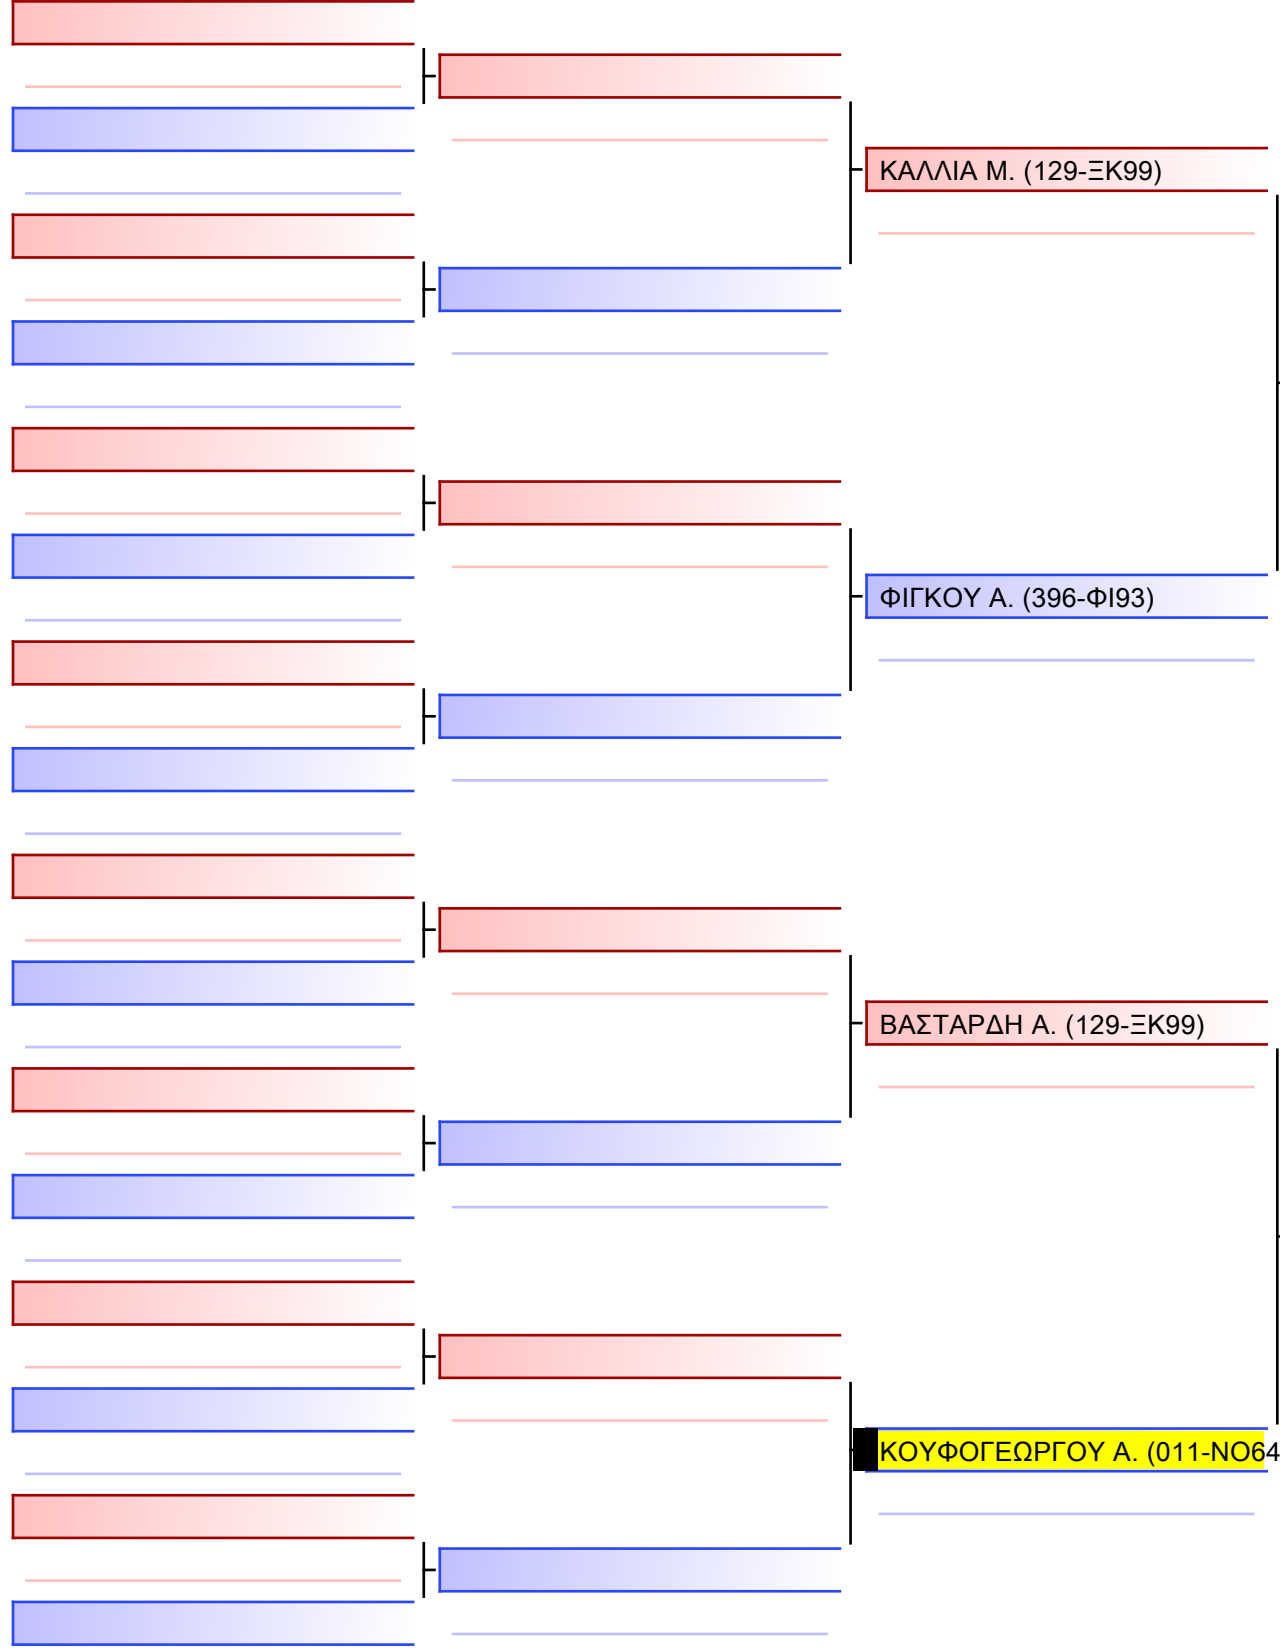 ΚΑΛΛΙΑ Μ. (129-ΞΚ99)
ΦΙΓΚΟΥ Α. (396-ΦΙ93)
ΒΑΣΤΑΡΔΗ Α. (129-ΞΚ99)
ΚΟΥΦΟΓΕΩΡΓΟΥ Α. (011-ΝΟ64